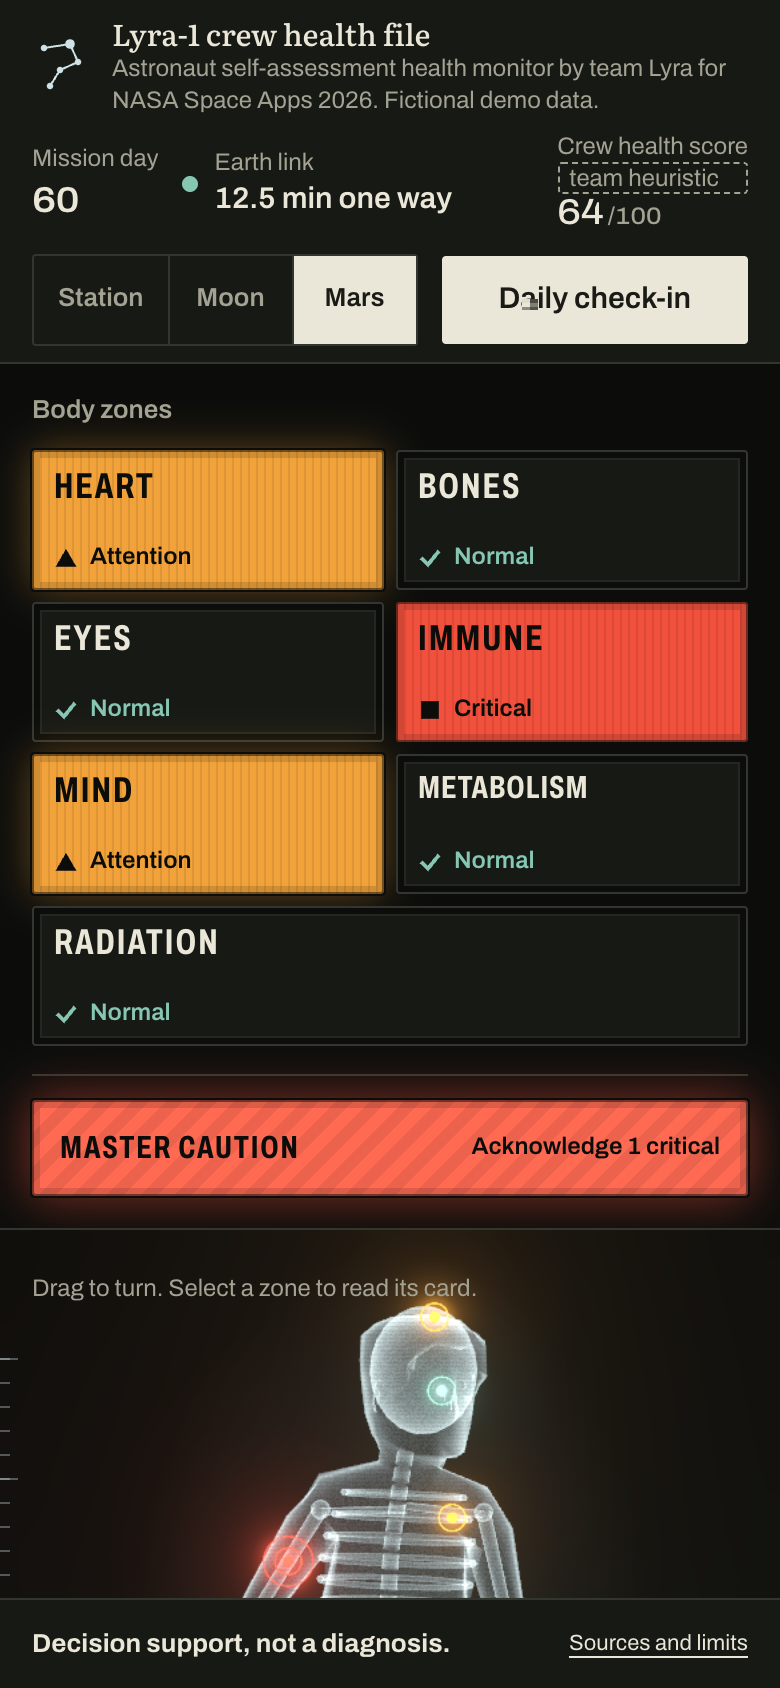 Lyra-1 crew health file
Astronaut self-assessment health monitor by team Lyra for
NASA Space Apps 2026. Fictional demo data.
Mission day
60
Earth link
12.5 min one way
Crew health score
team heuristic
64/100
Station
Moon
Mars
Daily check-in
Body zones
HEART
Attention
BONES
Normal
EYES
Normal
IMMUNE
Critical
MIND
Attention
METABOLISM
Normal
RADIATION
Normal
MASTER CAUTION
Acknowledge 1 critical
Drag to turn. Select a zone to read its card.
Decision support, not a diagnosis.
Sources and limits